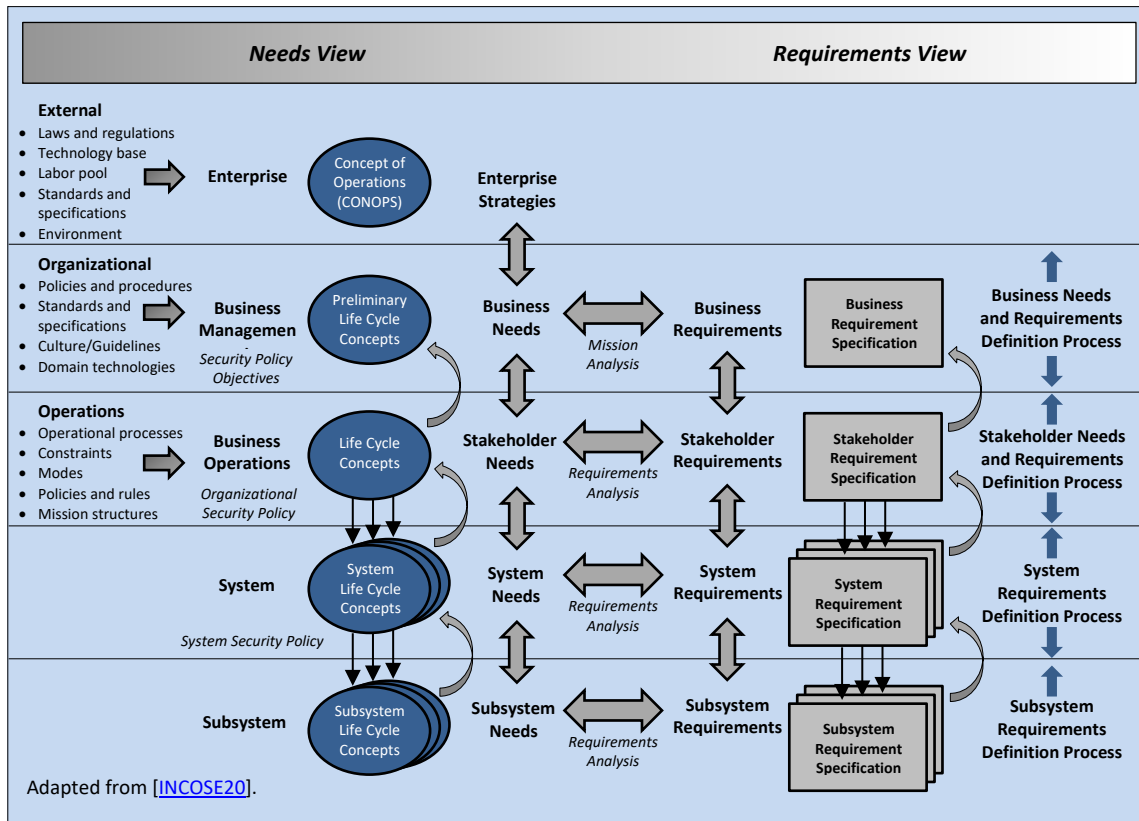 Needs View
Requirements View
External
• Laws and regulations
• Technology base
• Labor pool
• Standards and
specifications
• Environment
Enterprise
Concept of
Operations
(CONOPS)
Enterprise
Strategies
Organizational
• Policies and procedures
• Standards and
specifications
• Culture/Guidelines
• Domain technologies
Business
Managemen
Security Policy
Objectives
Preliminary
Life Cycle
Concepts
Business
Needs
Mission
Analysis
Business
Requirements
Business
Requirement
Specification
Business Needs
and Requirements
Definition Process
Operations
• Operational processes
• Constraints
• Modes
• Policies and rules
• Mission structures
Business
Operations
Organizational
Security Policy
Life Cycle
Concepts
Stakeholder
Needs
Requirements
Analysis
Stakeholder
Requirements
Stakeholder
Requirement
Specification
Stakeholder Needs
and Requirements
Definition Process
System
System Security Policy
System
Life Cycle
Concepts
System
Needs
Requirements
Analysis
System
Requirements
System
Requirement
Specification
System
Requirements
Definition Process
Subsystem
Subsystem
Life Cycle
Concepts
Subsystem
Needs
Requirements
Analysis
Subsystem
Requirements
Subsystem
Requirement
Specification
Subsystem
Requirements
Definition Process
Adapted from [INCOSE20].